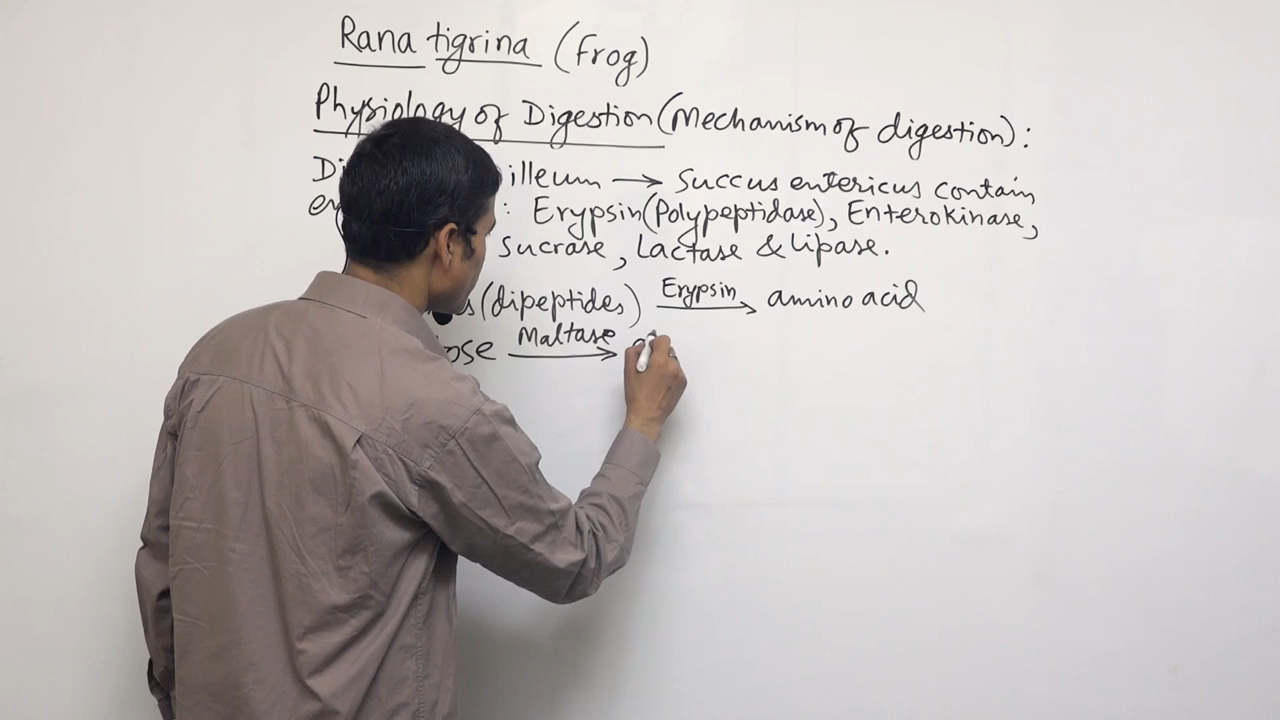 Rana tigrina (frog)
Physiology of Digestion (Mechanism of digestion) :
illeum → Succus entericus contain
: Erypsin (Polypeptidase), Enterokinase,
Sucrase, Lactase & Lipase.
(dipeptides) Erypsin → amino acid
Maltase →